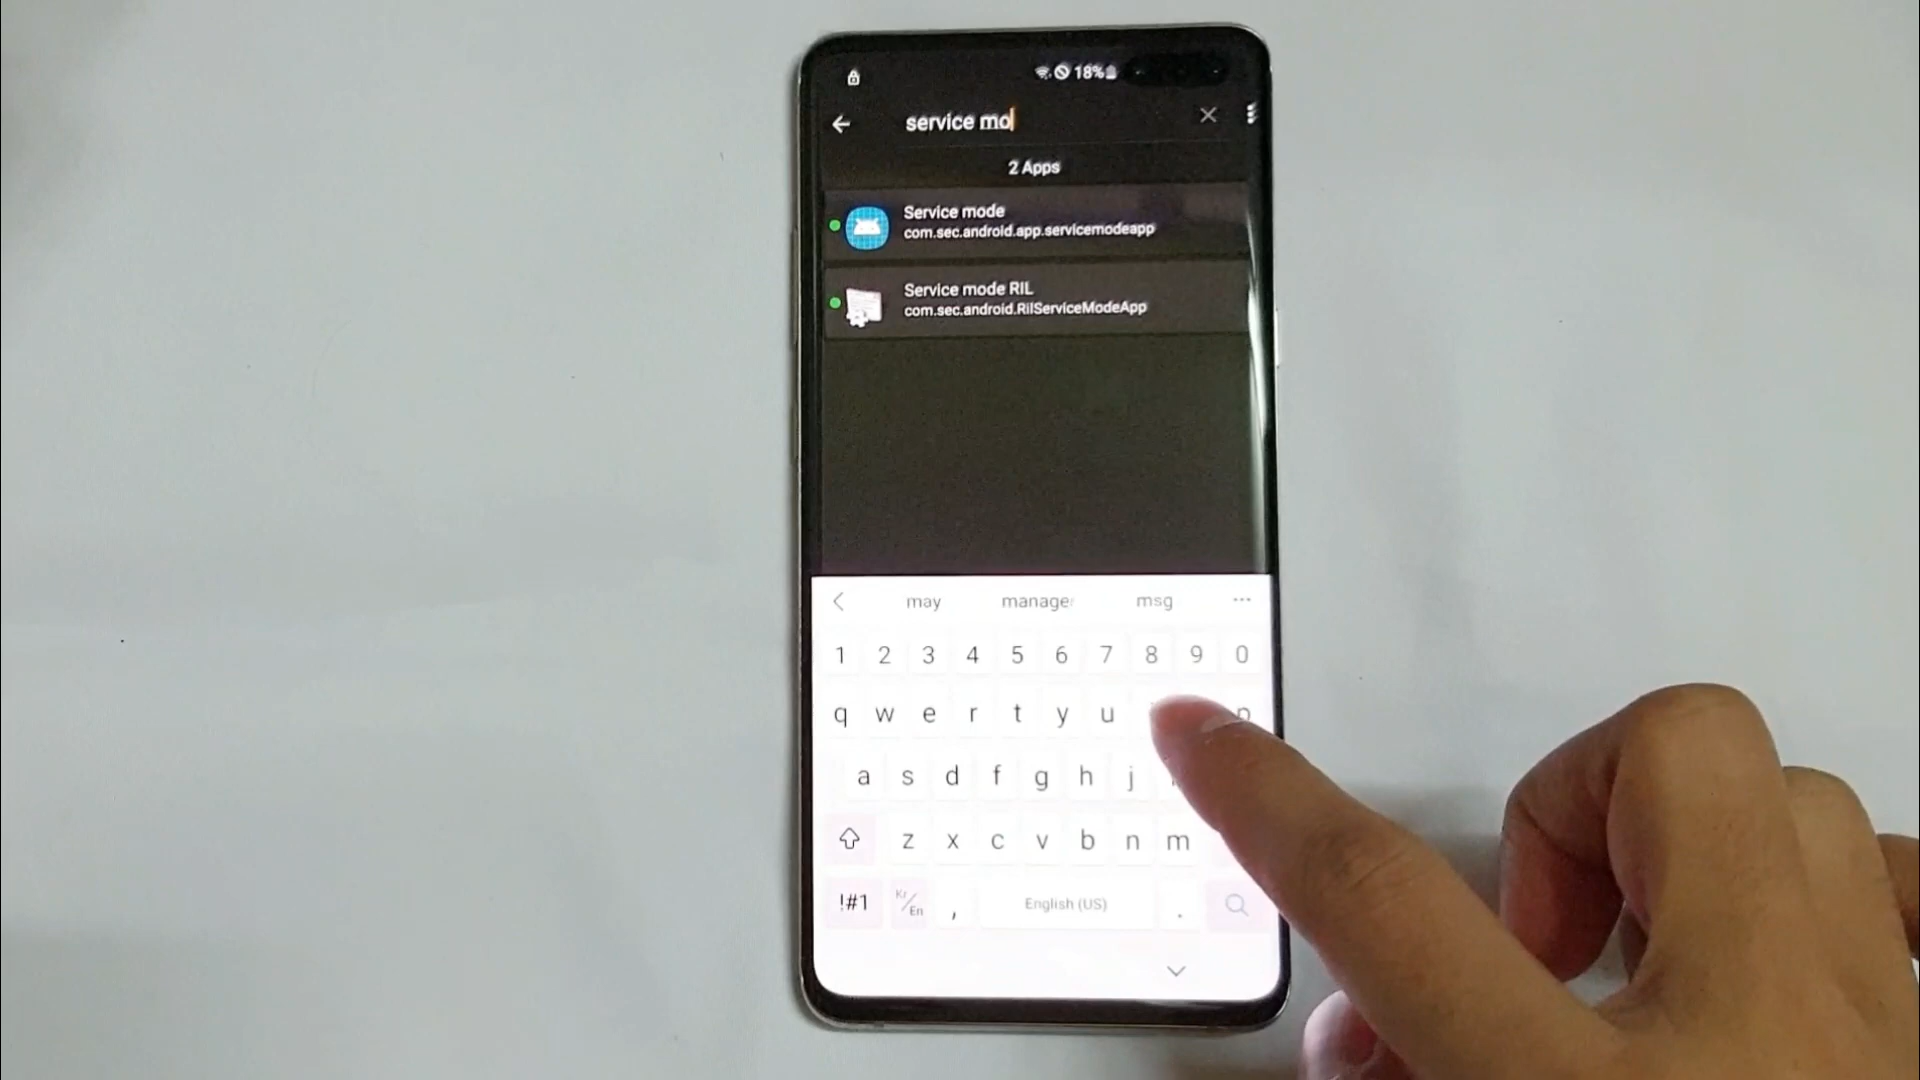 18%
service mo
2 Apps
Service mode
com.sec.android.app.servicemodeapp
Service mode RIL
com.sec.android.RilServiceModeApp
may manage msg
1 2 3 4 5 6 7 8 9 0
q w e r t y u p
a s d f g h j
z x c v b n m
!#1 Kr/En , English (US) .